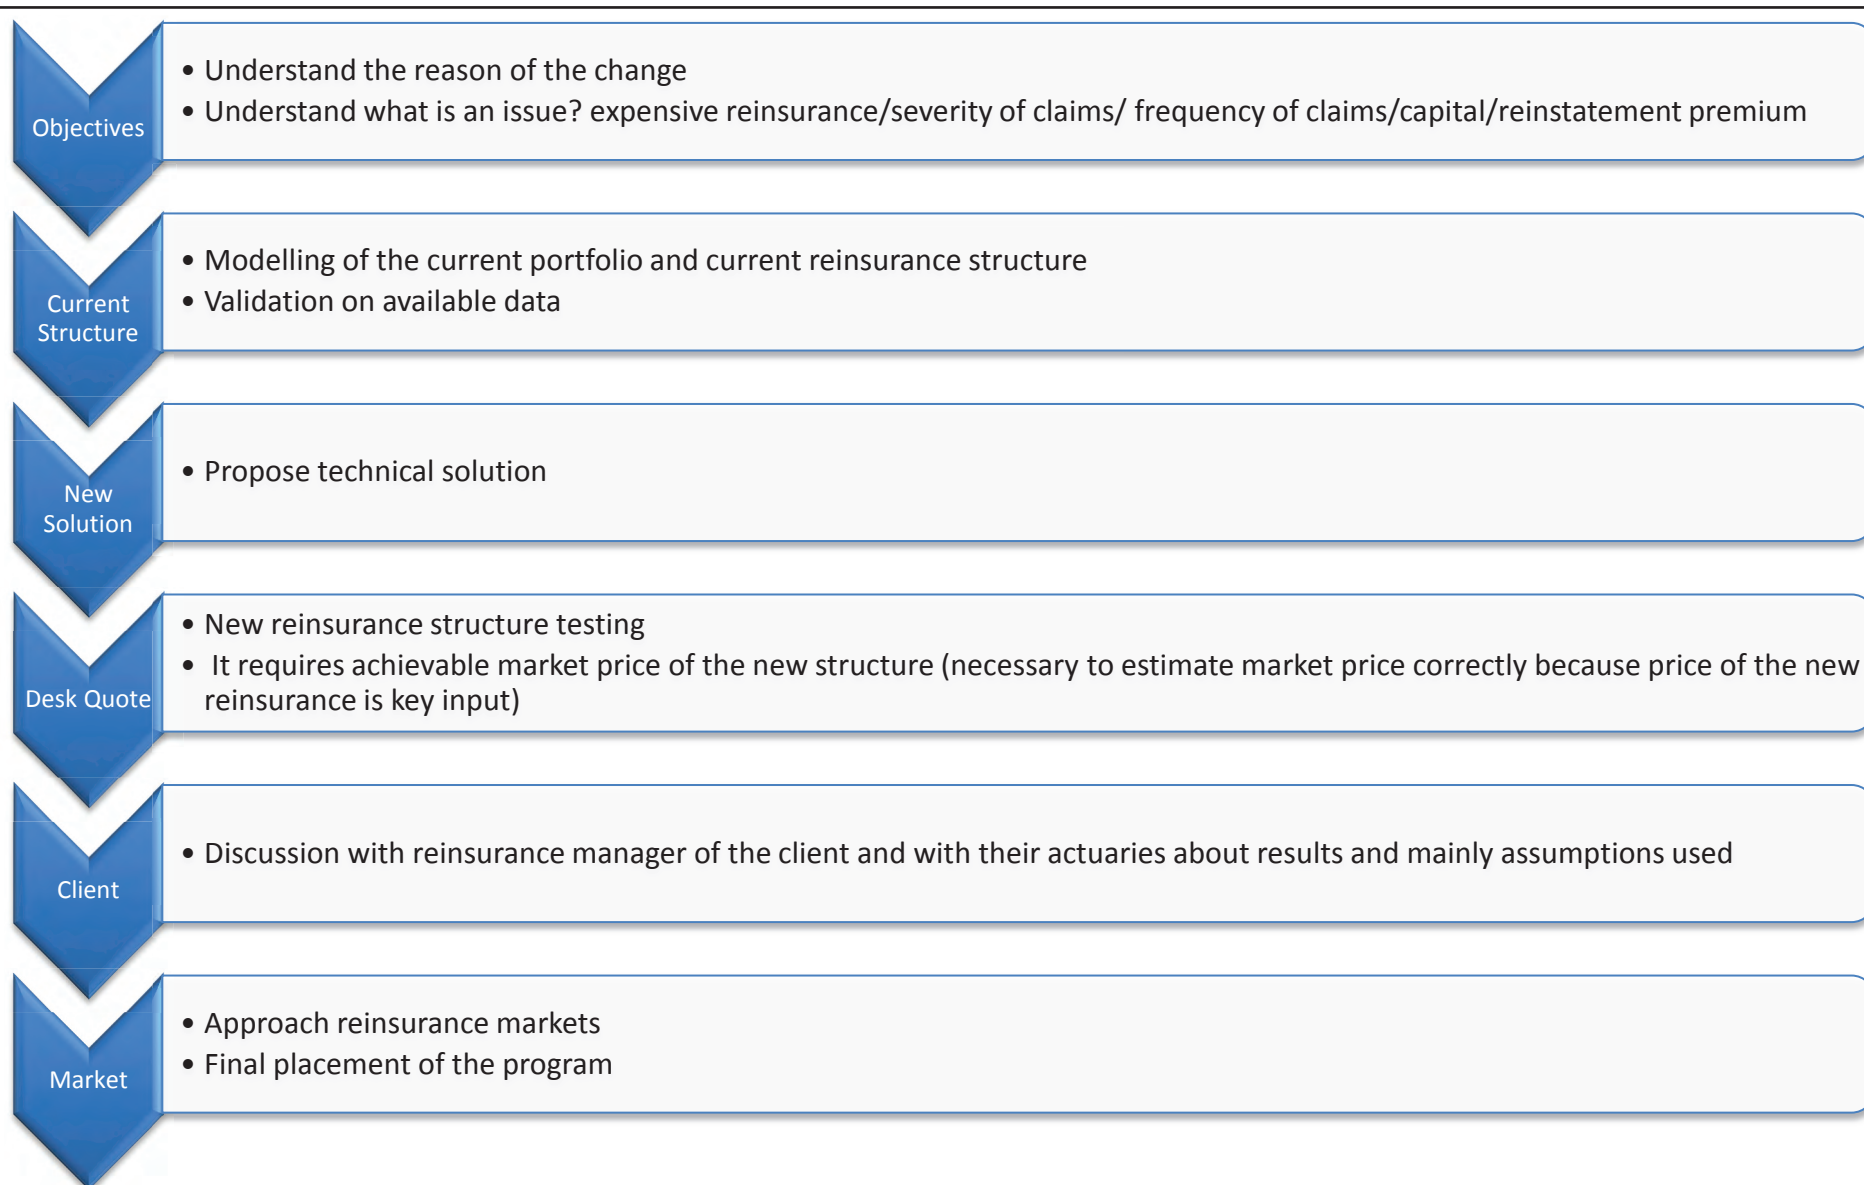 Objectives
• Understand the reason of the change
• Understand what is an issue? expensive reinsurance/severity of claims/ frequency of claims/capital/reinstatement premium
Current
Structure
• Modelling of the current portfolio and current reinsurance structure
• Validation on available data
New
Solution
• Propose technical solution
Desk Quote
• New reinsurance structure testing
• It requires achievable market price of the new structure (necessary to estimate market price correctly because price of the new
reinsurance is key input)
Client
• Discussion with reinsurance manager of the client and with their actuaries about results and mainly assumptions used
Market
• Approach reinsurance markets
• Final placement of the program